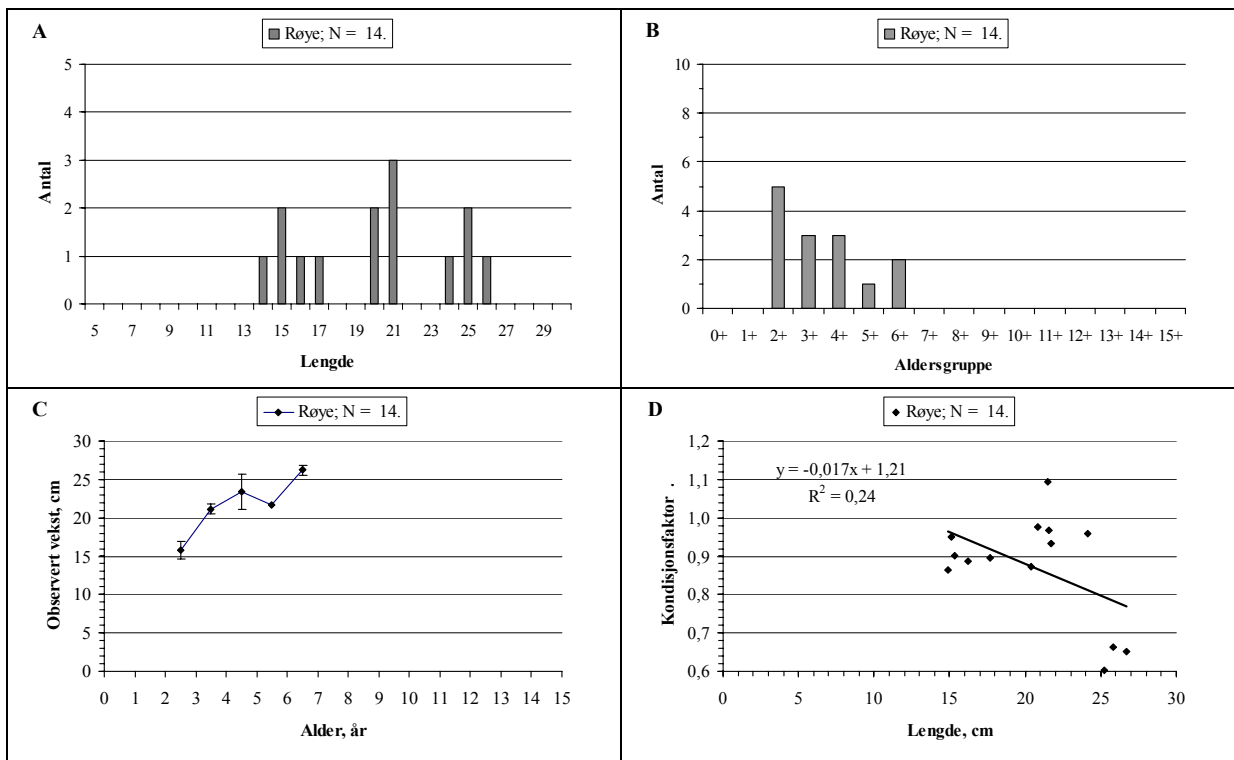 A
Røye; N = 14.
5
4
3
2
1
0
Antal
5 7 9 11 13 15 17 19 21 23 25 27 29
Lengde
B
Røye; N = 14.
10
8
6
4
2
0
Antal
0+ 1+ 2+ 3+ 4+ 5+ 6+ 7+ 8+ 9+ 10+ 11+ 12+ 13+ 14+ 15+
Aldersgruppe
C
Røye; N = 14.
30
25
20
15
10
5
0
Observert vekst, cm
0 1 2 3 4 5 6 7 8 9 10 11 12 13 14 15
Alder, år
D
Røye; N = 14.
1,2
1,1
1,0
0,9
0,8
0,7
0,6
Kondisjonsfaktor .
y = -0,017x + 1,21
R² = 0,24
0 5 10 15 20 25 30
Lengde, cm